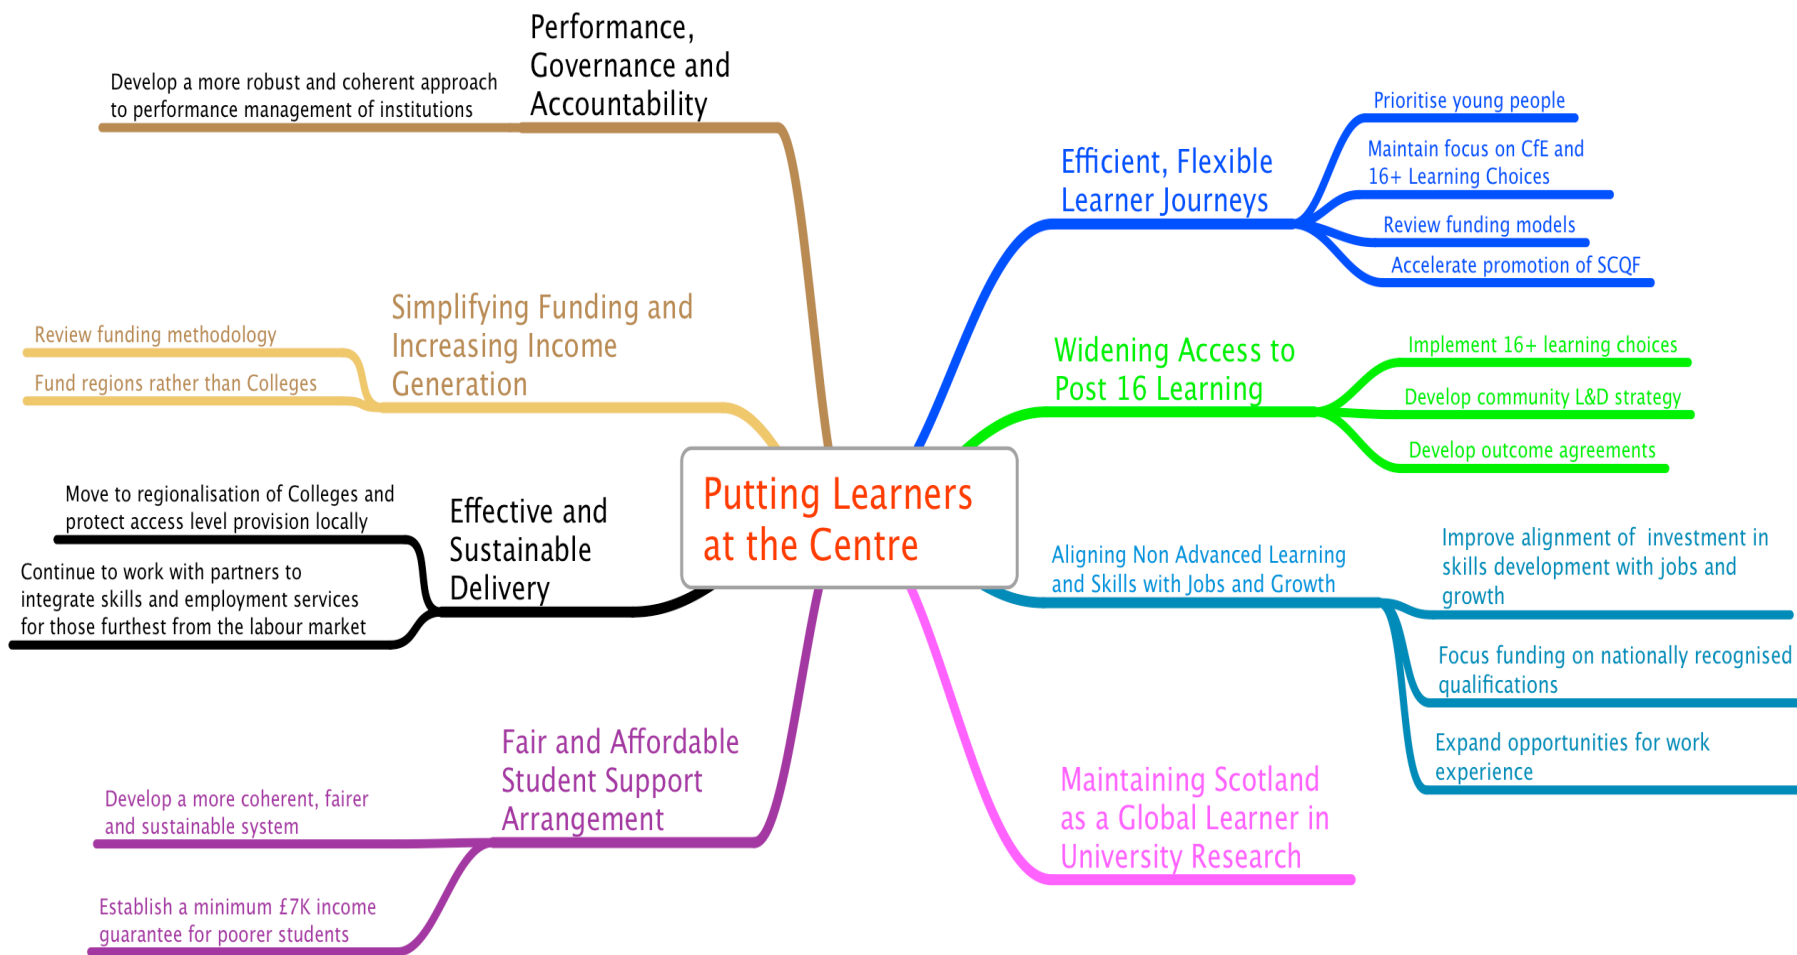 Putting Learners
at the Centre
Performance,
Governance and
Accountability
Develop a more robust and coherent approach
to performance management of institutions
Simplifying Funding and
Increasing Income
Generation
Review funding methodology
Fund regions rather than Colleges
Effective and
Sustainable
Delivery
Move to regionalisation of Colleges and
protect access level provision locally
Continue to work with partners to
integrate skills and employment services
for those furthest from the labour market
Fair and Affordable
Student Support
Arrangement
Develop a more coherent, fairer
and sustainable system
Establish a minimum £7K income
guarantee for poorer students
Efficient, Flexible
Learner Journeys
Prioritise young people
Maintain focus on CfE and
16+ Learning Choices
Review funding models
Accelerate promotion of SCQF
Widening Access to
Post 16 Learning
Implement 16+ learning choices
Develop community L&D strategy
Develop outcome agreements
Aligning Non Advanced Learning
and Skills with Jobs and Growth
Improve alignment of  investment in
skills development with jobs and
growth
Focus funding on nationally recognised
qualifications
Expand opportunities for work
experience
Maintaining Scotland
as a Global Learner in
University Research